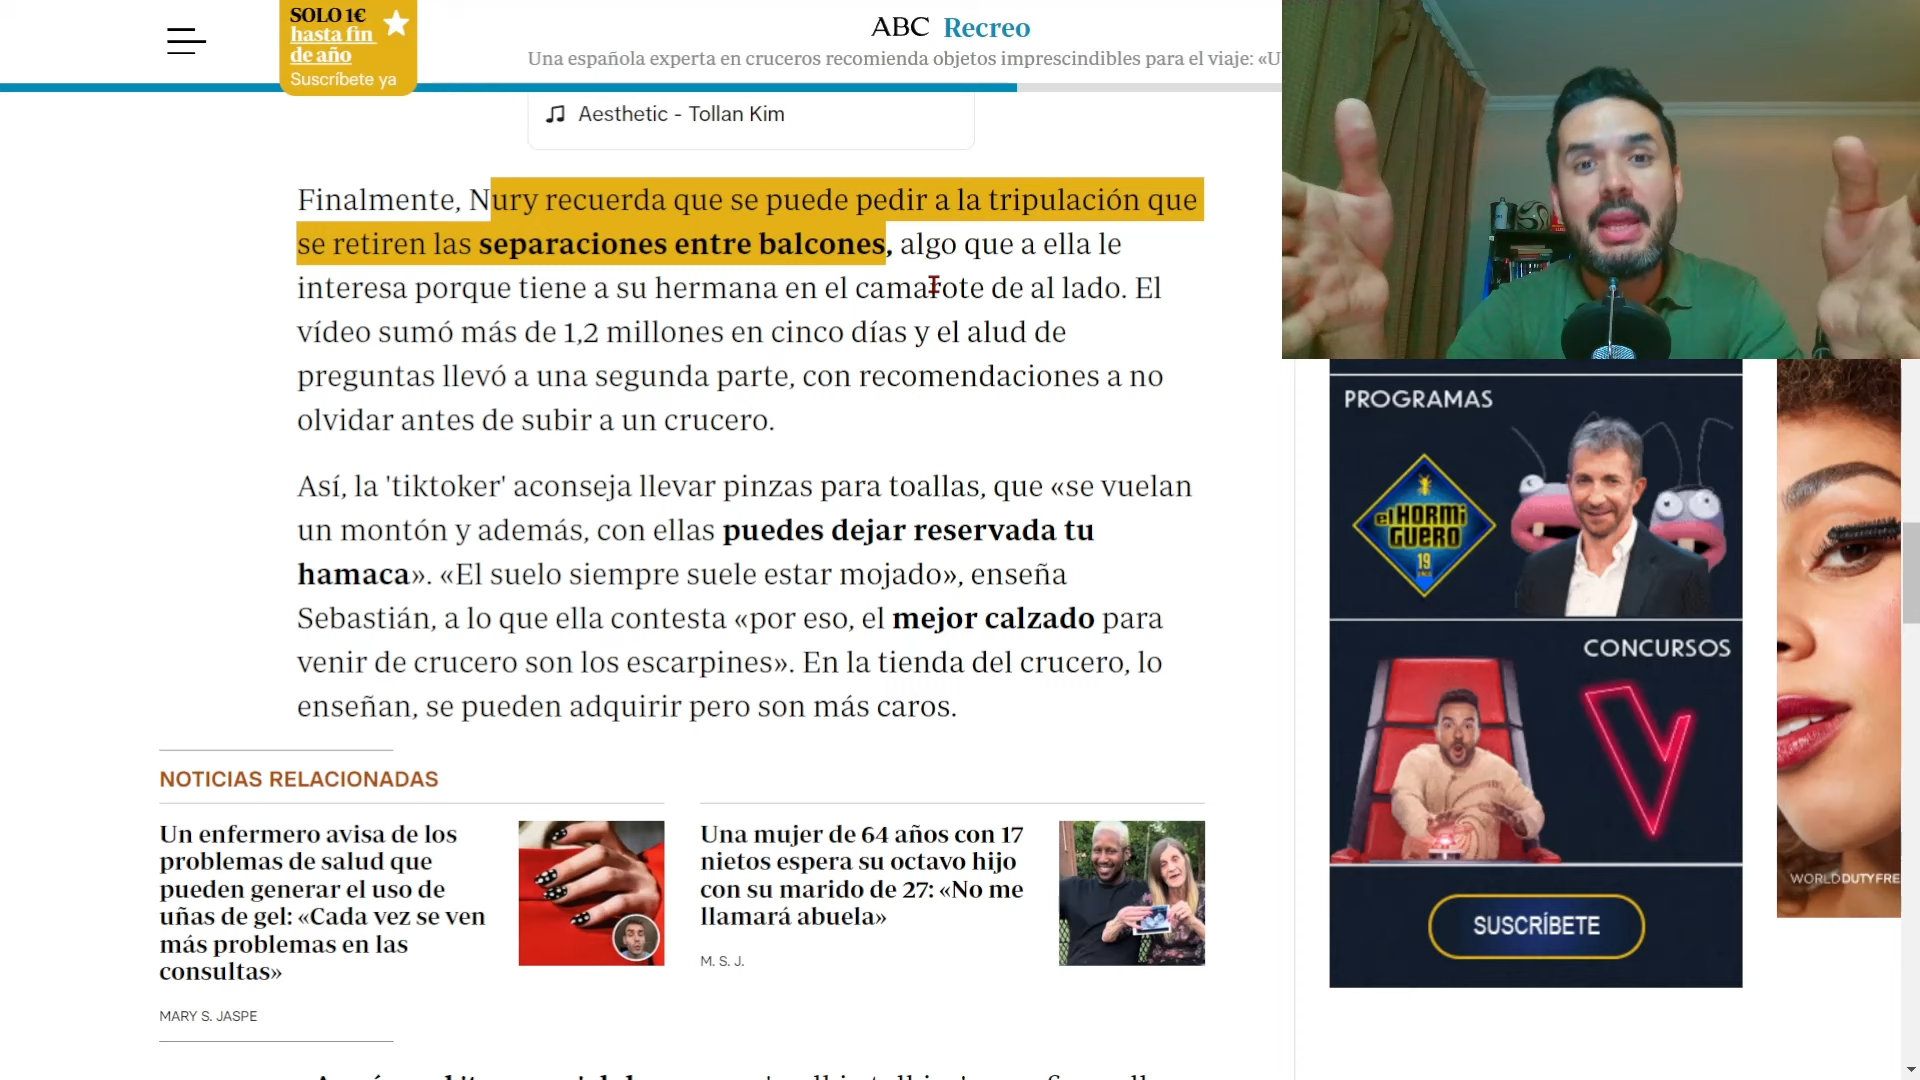 SOLO 1€
hasta fin
de año
Suscríbete ya
ABC Recreo
Una española experta en cruceros recomienda objetos imprescindibles para el viaje: «U
Aesthetic - Tollan Kim
Finalmente, Nury recuerda que se puede pedir a la tripulación que
se retiren las separaciones entre balcones, algo que a ella le
interesa porque tiene a su hermana en el camarote de al lado. El
vídeo sumó más de 1,2 millones en cinco días y el alud de
preguntas llevó a una segunda parte, con recomendaciones a no
olvidar antes de subir a un crucero.
Así, la 'tiktoker' aconseja llevar pinzas para toallas, que «se vuelan
un montón y además, con ellas puedes dejar reservada tu
hamaca». «El suelo siempre suele estar mojado», enseña
Sebastián, a lo que ella contesta «por eso, el mejor calzado para
venir de crucero son los escarpines». En la tienda del crucero, lo
enseñan, se pueden adquirir pero son más caros.
NOTICIAS RELACIONADAS
Un enfermero avisa de los
problemas de salud que
pueden generar el uso de
uñas de gel: «Cada vez se ven
más problemas en las
consultas»
MARY S. JASPE
Una mujer de 64 años con 17
nietos espera su octavo hijo
con su marido de 27: «No me
llamará abuela»
M. S. J.
PROGRAMAS
el HORMI
GUERO
19
CONCURSOS
SUSCRÍBETE
WORLDDUTYFRE